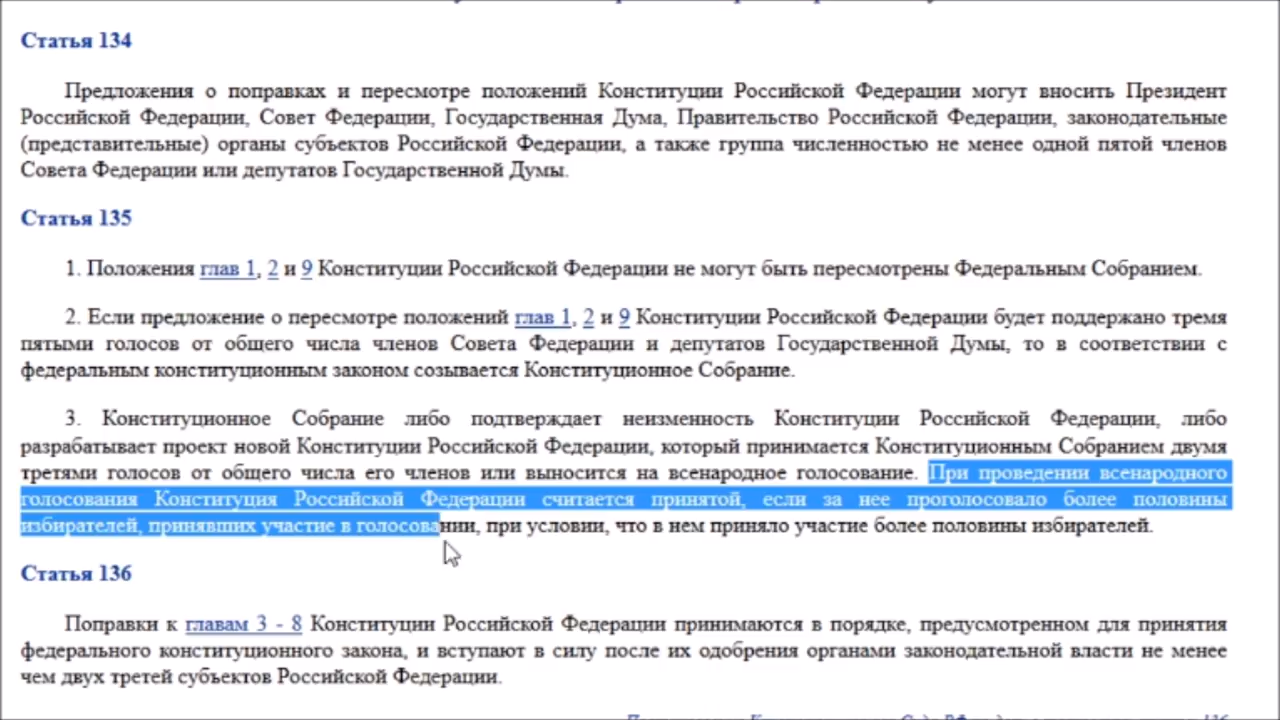 Статья 134
Предложения о поправках и пересмотре положений Конституции Российской Федерации могут вносить Президент
Российской Федерации, Совет Федерации, Государственная Дума, Правительство Российской Федерации, законодательные
(представительные) органы субъектов Российской Федерации, а также группа численностью не менее одной пятой членов
Совета Федерации или депутатов Государственной Думы.
Статья 135
1. Положения глав 1, 2 и 9 Конституции Российской Федерации не могут быть пересмотрены Федеральным Собранием.
2. Если предложение о пересмотре положений глав 1, 2 и 9 Конституции Российской Федерации будет поддержано тремя
пятыми голосов от общего числа членов Совета Федерации и депутатов Государственной Думы, то в соответствии с
федеральным конституционным законом созывается Конституционное Собрание.
3. Конституционное Собрание либо подтверждает неизменность Конституции Российской Федерации, либо
разрабатывает проект новой Конституции Российской Федерации, который принимается Конституционным Собранием двумя
третями голосов от общего числа его членов или выносится на всенародное голосование. При проведении всенародного
голосования Конституция Российской Федерации считается принятой, если за нее проголосовало более половины
избирателей, принявших участие в голосовании, при условии, что в нем приняло участие более половины избирателей.
Статья 136
Поправки к главам 3 - 8 Конституции Российской Федерации принимаются в порядке, предусмотренном для принятия
федерального конституционного закона, и вступают в силу после их одобрения органами законодательной власти не менее
чем двух третей субъектов Российской Федерации.